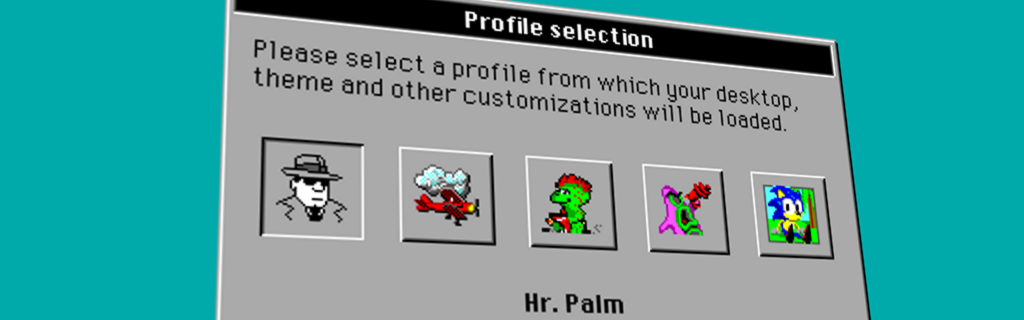 Profile selection
Please select a profile from which your desktop,
theme and other customizations will be loaded.
Hr. Palm